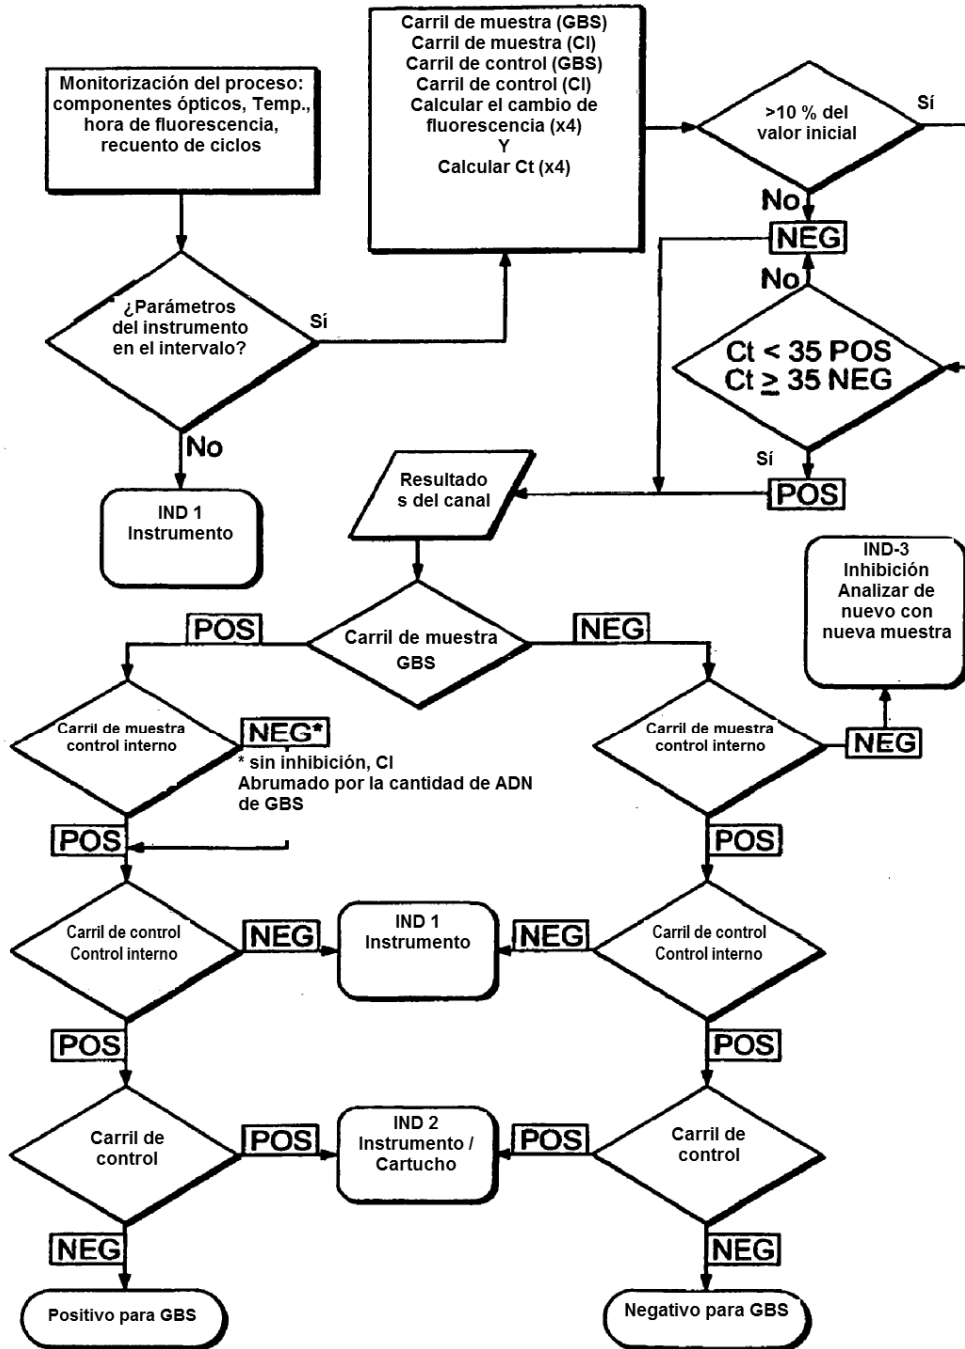 Monitorización del proceso:
componentes ópticos, Temp.,
hora de fluorescencia,
recuento de ciclos
Carril de muestra (GBS)
Carril de muestra (CI)
Carril de control (GBS)
Carril de control (CI)
Calcular el cambio de
fluorescencia (x4)
Y
Calcular Ct (x4)
>10 % del
valor inicial
Sí
No
NEG
No
¿Parámetros
del instrumento
en el intervalo?
Sí
No
IND 1
Instrumento
Ct < 35 POS
Ct ≥ 35 NEG
Sí
POS
Resultado
s del canal
IND-3
Inhibición
Analizar de
nuevo con
nueva muestra
POS
Carril de muestra
GBS
NEG
Carril de muestra
control interno
NEG*
* sin inhibición, CI
Abrumado por la cantidad de ADN
de GBS
Carril de muestra
control interno
NEG
POS
POS
Carril de control
Control interno
NEG
IND 1
Instrumento
NEG
Carril de control
Control interno
POS
POS
Carril de
control
POS
IND 2
Instrumento /
Cartucho
POS
Carril de
control
NEG
NEG
Positivo para GBS
Negativo para GBS